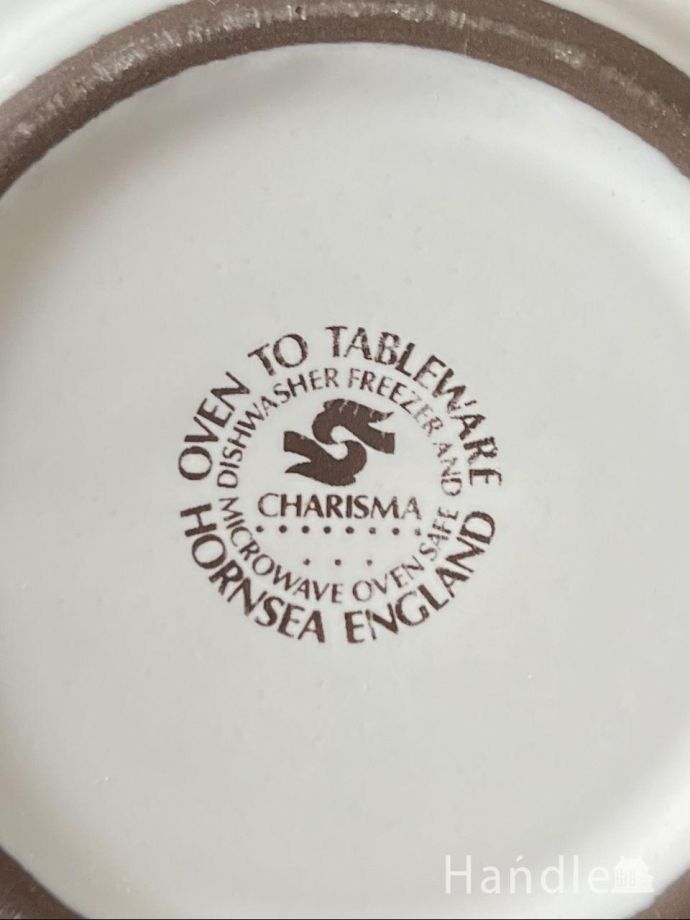 OVEN TO TABLEWARE
DISHWASHER FREEZER AND
CHARISMA
MICROWAVE OVEN SAFE
HORNSEA ENGLAND
Handle